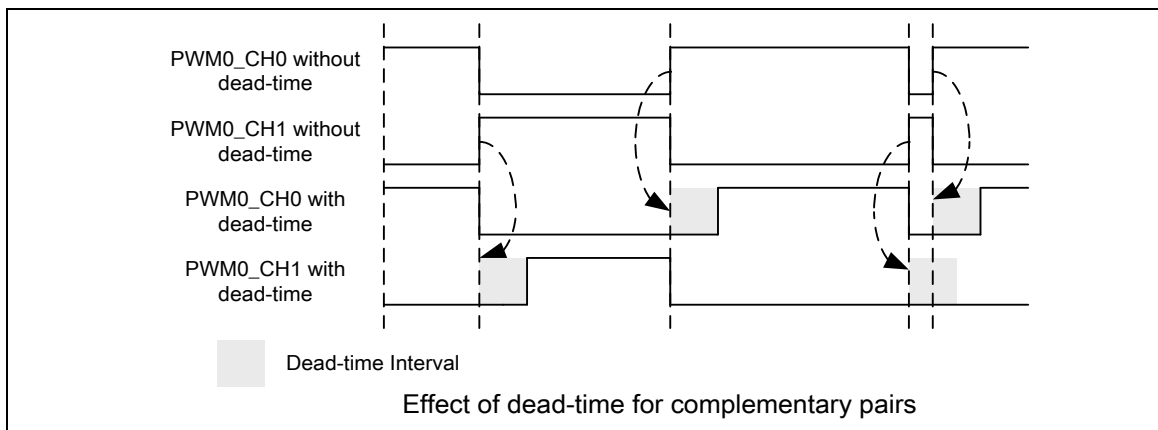 PWM0_CH0 without
dead-time
PWM0_CH1 without
dead-time
PWM0_CH0 with
dead-time
PWM0_CH1 with
dead-time
Dead-time Interval
Effect of dead-time for complementary pairs